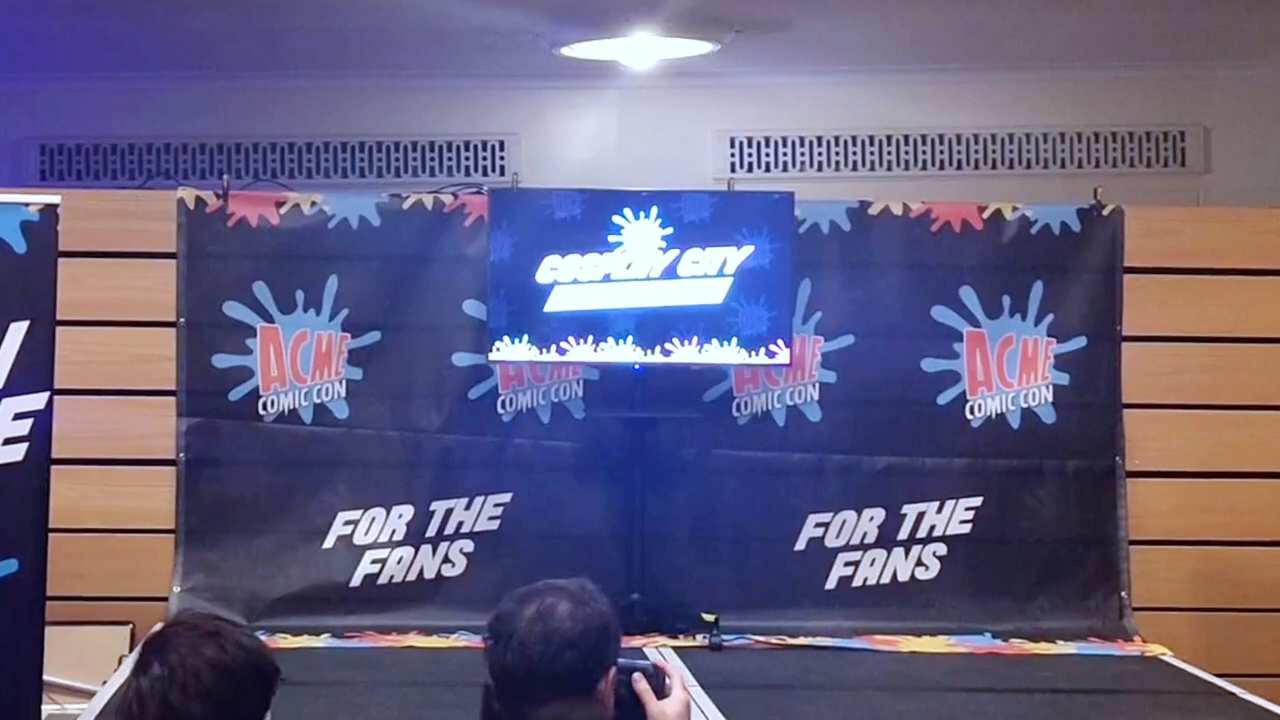 COSPLAY CITY
ACME
COMIC CON
ACME
COMIC CON
ACME
COMIC CON
ACME
COMIC CON
FOR THE
FANS
FOR THE
FANS
E